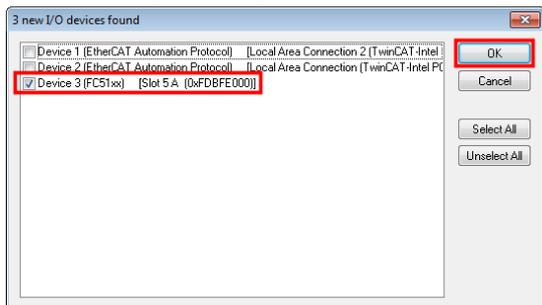 3 new I/O devices found
Device 1 (EtherCAT Automation Protocol) [Local Area Connection 2 (TwinCAT-Intel
Device 2 (EtherCAT Automation Protocol) [Local Area Connection (TwinCAT-Intel PC
Device 3 (FC51xx) [Slot 5 A (0xFDBFE000)]
OK
Cancel
Select All
Unselect All